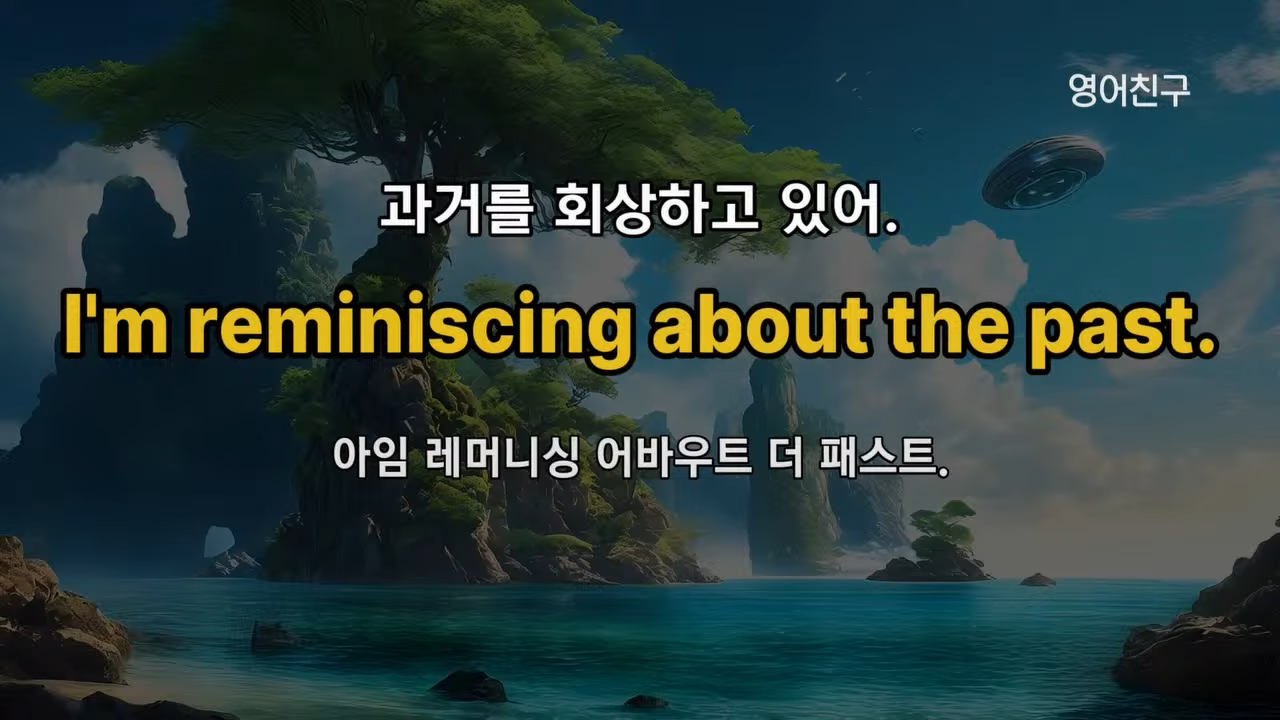 영어친구
과거를 회상하고 있어.
I'm reminiscing about the past.
아임 레머니싱 어바우트 더 패스트.